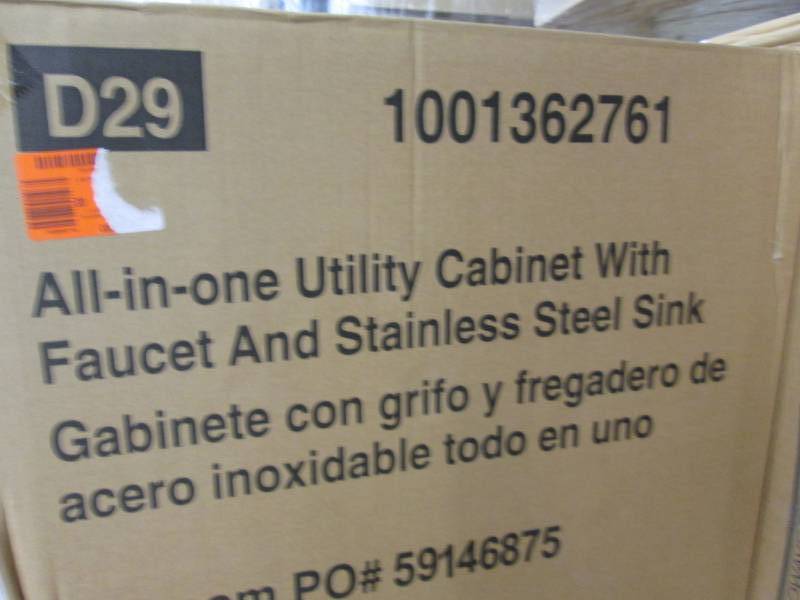 D29
1001362761
All-in-one Utility Cabinet With
Faucet And Stainless Steel Sink
Gabinete con grifo y fregadero de
acero inoxidable todo en uno
PO# 59146875